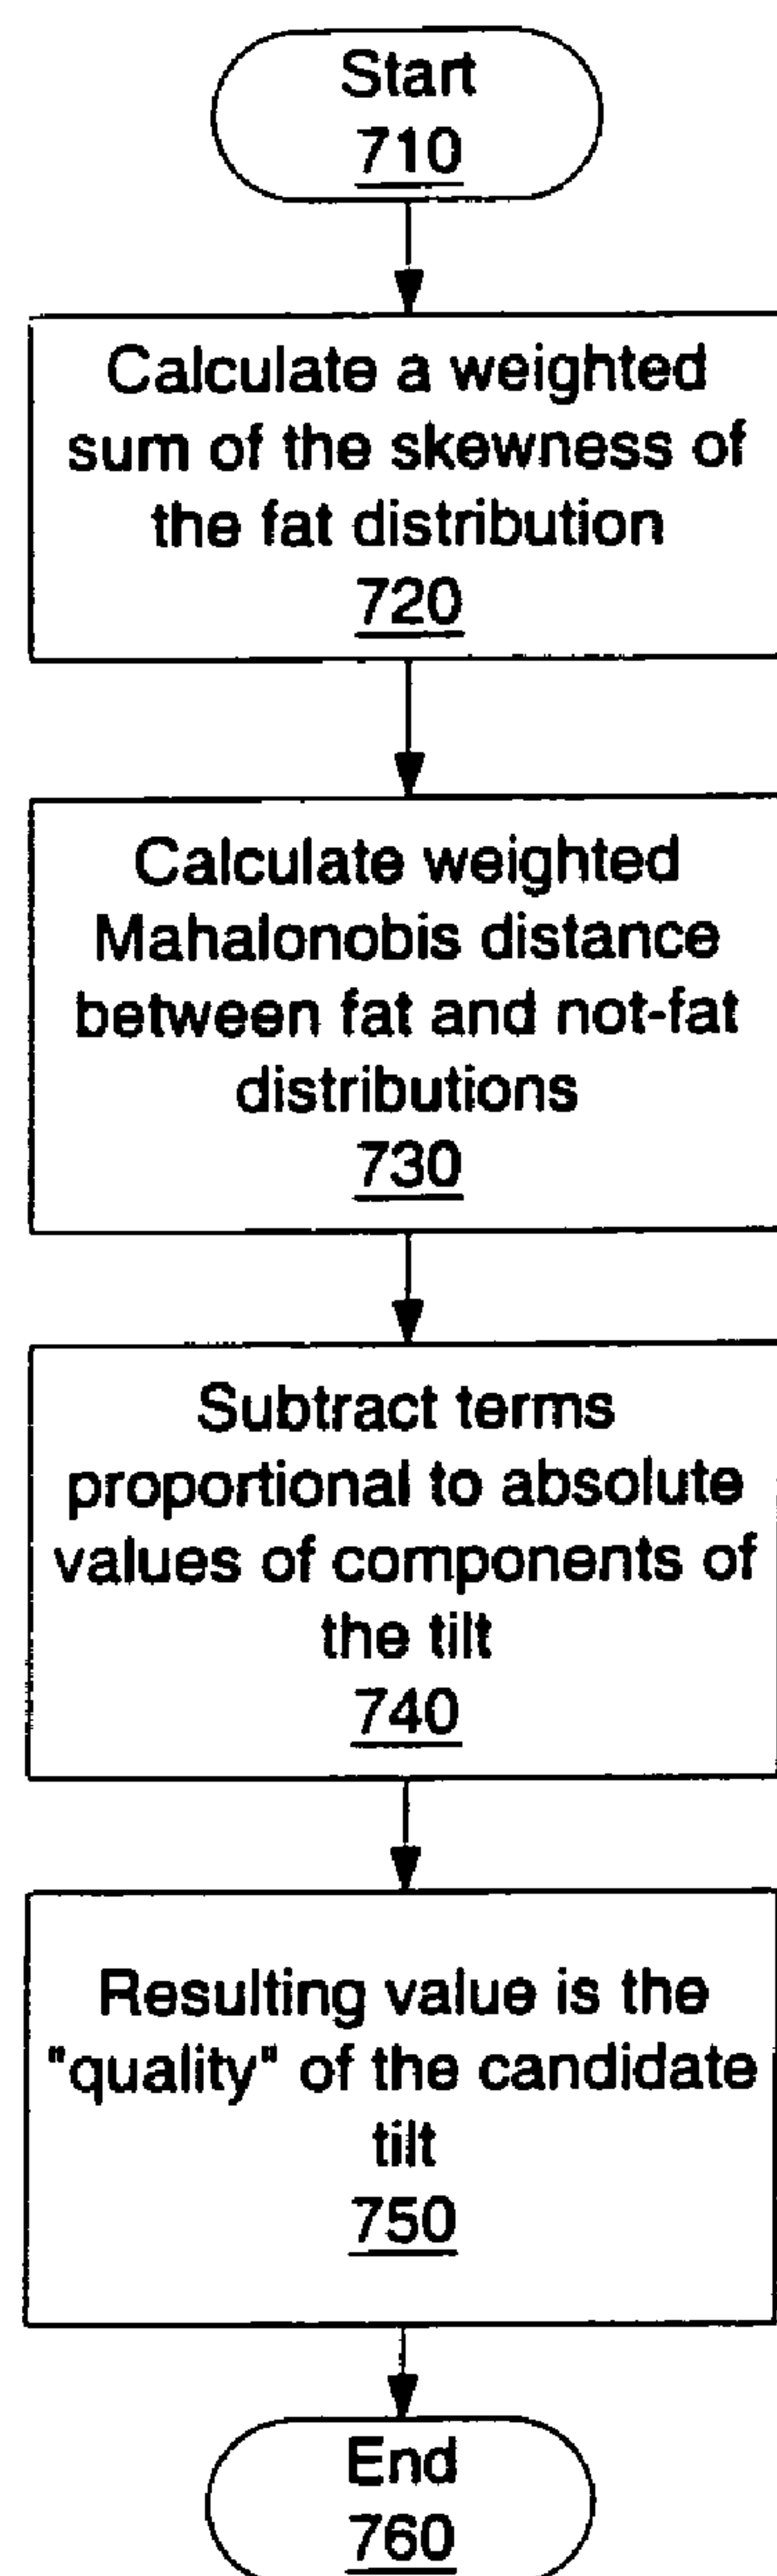 Start
710
Calculate a weighted
sum of the skewness of
the fat distribution
720
Calculate weighted
Mahalonobis distance
between fat and not-fat
distributions
730
Subtract terms
proportional to absolute
values of components of
the tilt
740
Resulting value is the
"quality" of the candidate
tilt
750
End
760